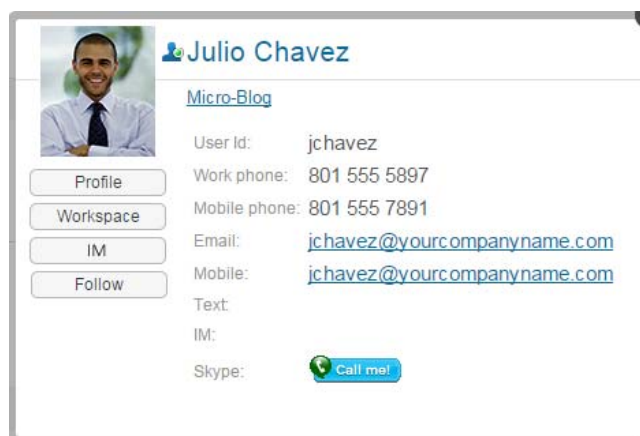 Julio Chavez
Micro-Blog
User Id: jchavez
Work phone: 801 555 5897
Mobile phone: 801 555 7891
Email: jchavez@yourcompanyname.com
Mobile: jchavez@yourcompanyname.com
Text:
IM:
Skype: Call me!
Profile
Workspace
IM
Follow